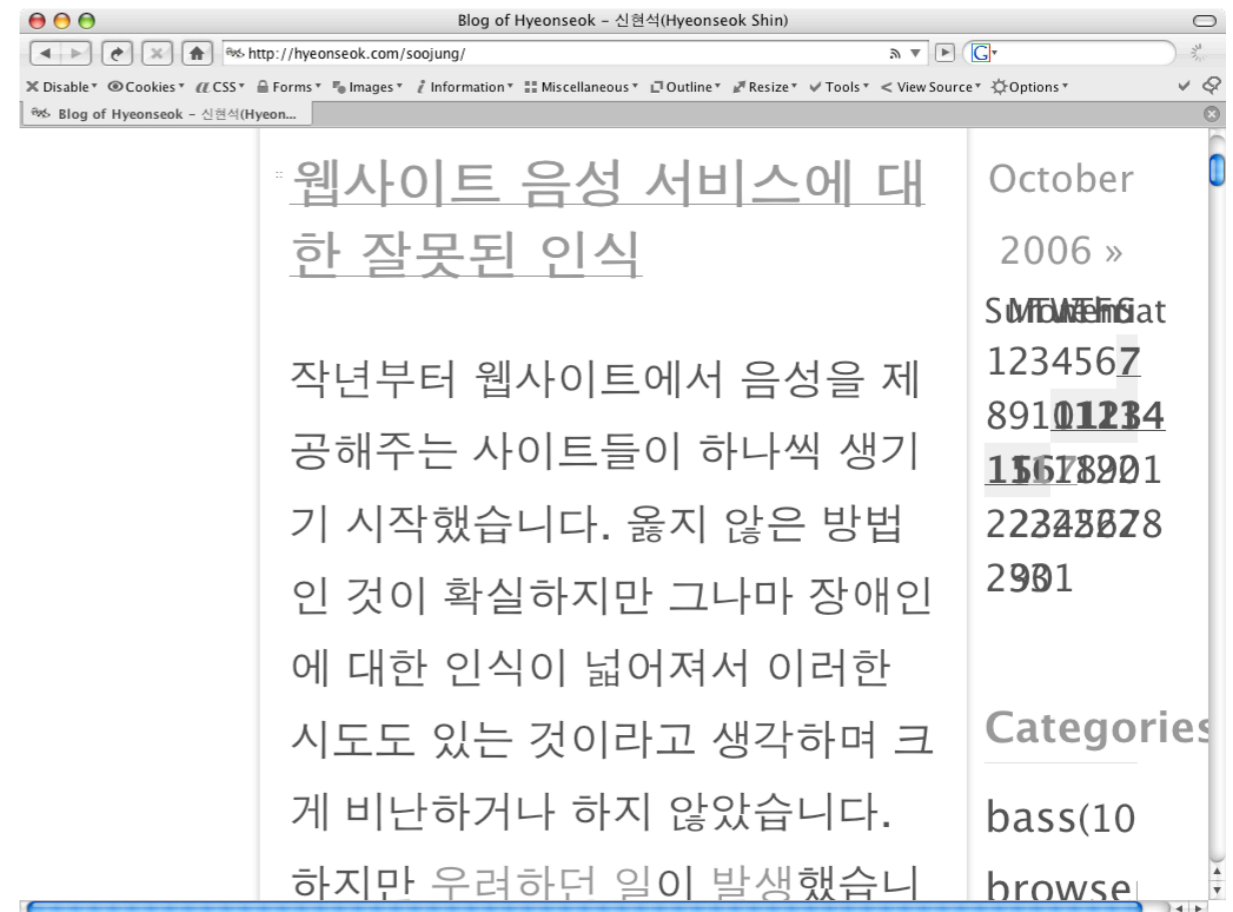 Blog of Hyeonseok – 신현석(Hyeonseok Shin)
http://hyeonseok.com/soojung/
G
Disable Cookies CSS Forms Images Information Miscellaneous Outline Resize Tools View Source Options
Blog of Hyeonseok – 신현석(Hyeon...
웹사이트 음성 서비스에 대
한 잘못된 인식
작년부터 웹사이트에서 음성을 제
공해주는 사이트들이 하나씩 생기
기 시작했습니다. 옳지 않은 방법
인 것이 확실하지만 그나마 장애인
에 대한 인식이 넓어져서 이러한
시도도 있는 것이라고 생각하며 크
게 비난하거나 하지 않았습니다.
하지만 우려하던 일이 발생했습니
October
2006 »
1234567
Categories
bass(10
browse